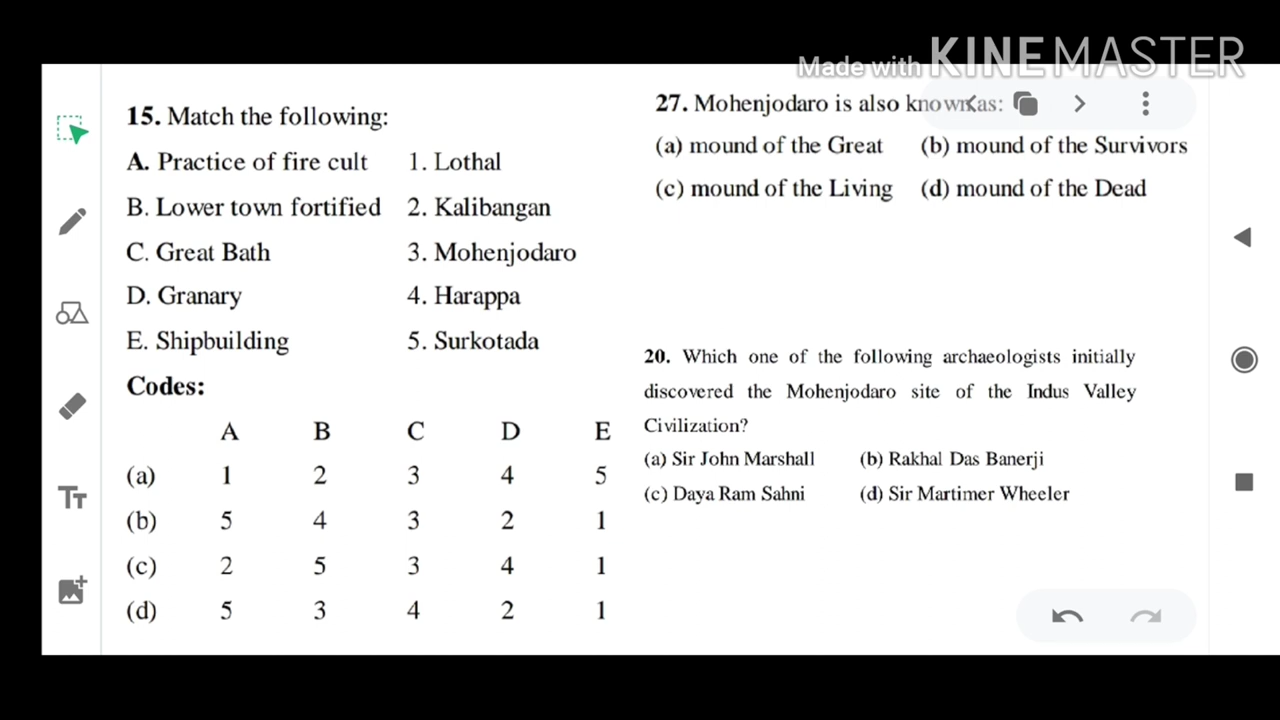 Made with KINEMASTER
15. Match the following:
A. Practice of fire cult 1. Lothal
B. Lower town fortified 2. Kalibangan
C. Great Bath 3. Mohenjodaro
D. Granary 4. Harappa
E. Shipbuilding 5. Surkotada
Codes:
A B C D E
(a) 1 2 3 4 5
(b) 5 4 3 2 1
(c) 2 5 3 4 1
(d) 5 3 4 2 1
27. Mohenjodaro is also known as:
(a) mound of the Great (b) mound of the Survivors
(c) mound of the Living (d) mound of the Dead
20. Which one of the following archaeologists initially
discovered the Mohenjodaro site of the Indus Valley
Civilization?
(a) Sir John Marshall (b) Rakhal Das Banerji
(c) Daya Ram Sahni (d) Sir Martimer Wheeler
TT